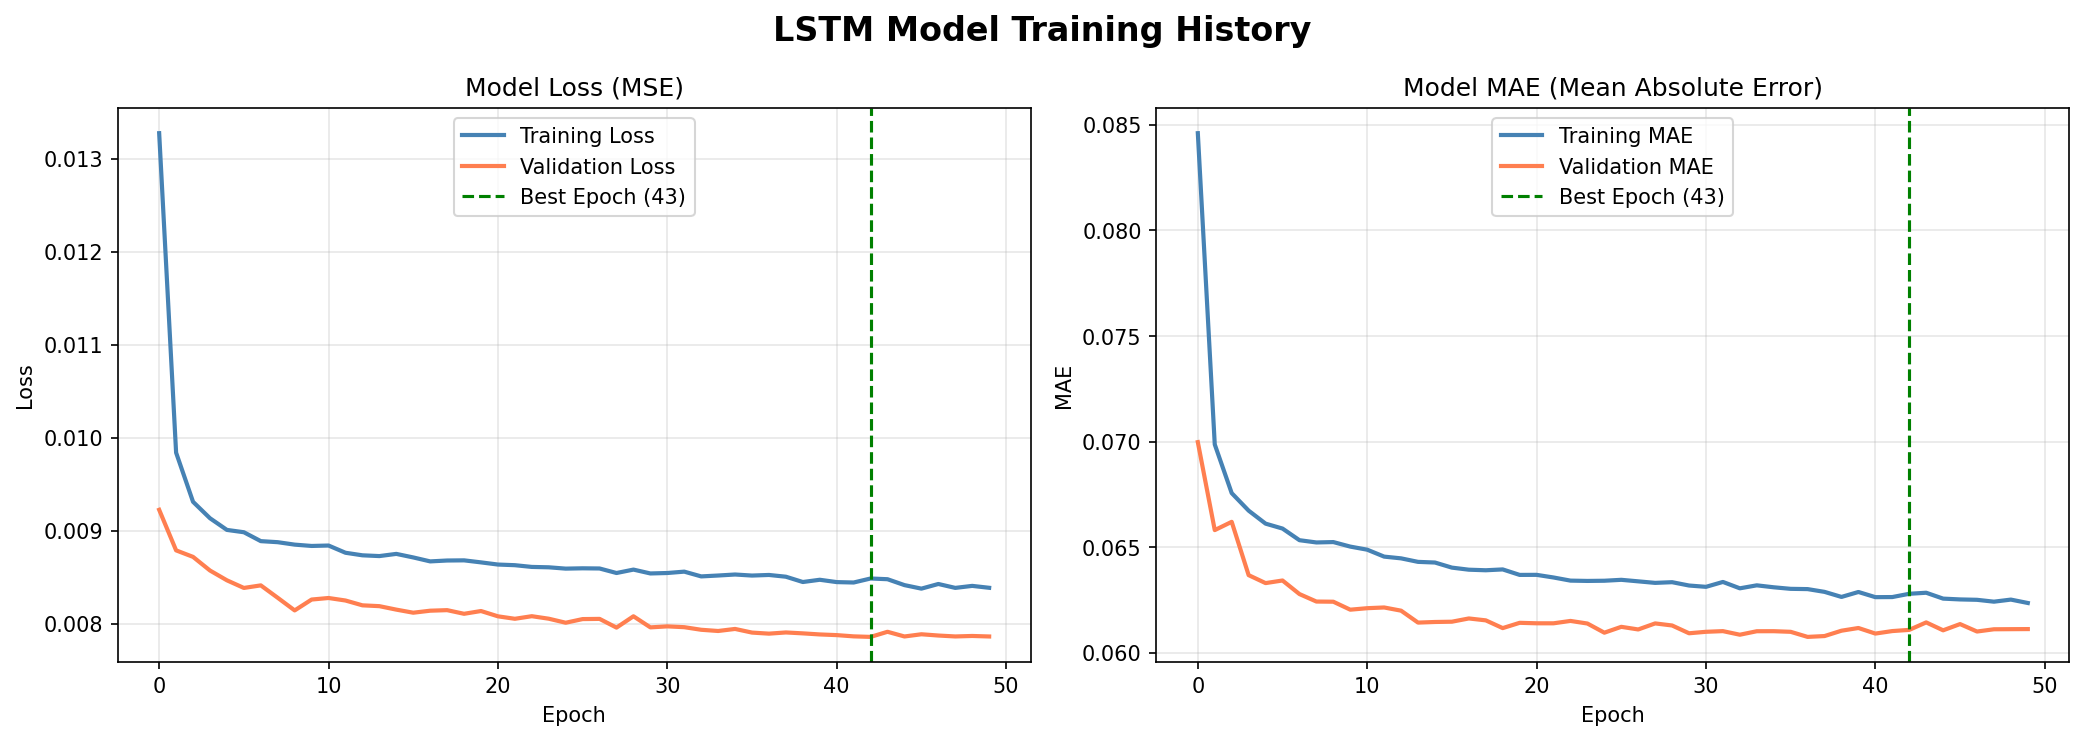 LSTM Model Training History
Model Loss (MSE)
Training Loss
Validation Loss
Best Epoch (43)
0.013
0.012
0.011
0.010
0.009
0.008
Loss
0 10 20 30 40 50
Epoch
Model MAE (Mean Absolute Error)
Training MAE
Validation MAE
Best Epoch (43)
0.085
0.080
0.075
0.070
0.065
0.060
MAE
0 10 20 30 40 50
Epoch